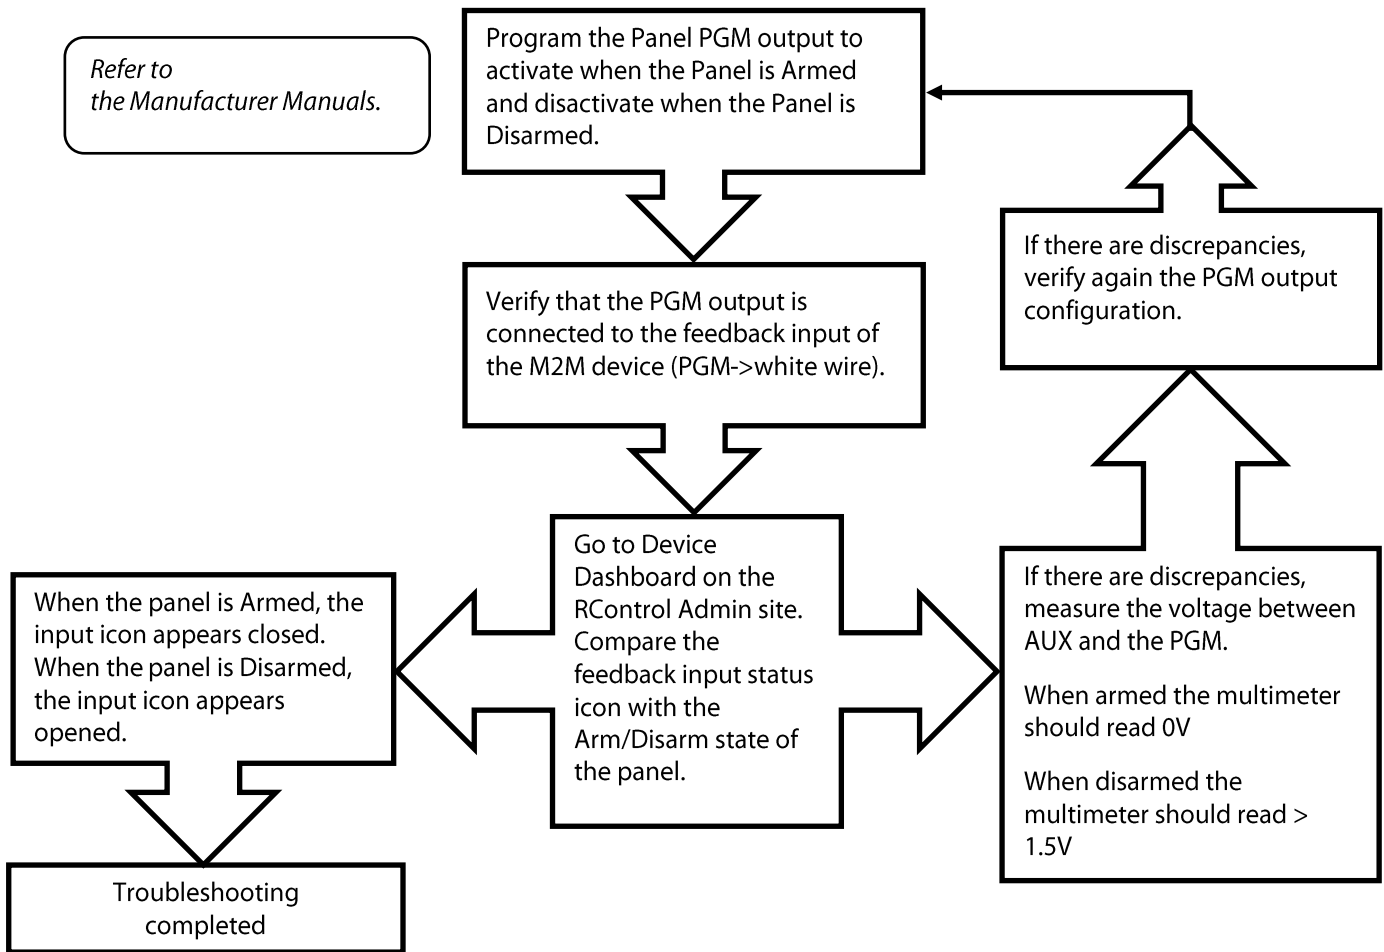 Refer to
the Manufacturer Manuals.
Program the Panel PGM output to
activate when the Panel is Armed
and disactivate when the Panel is
Disarmed.
Verify that the PGM output is
connected to the feedback input of
the M2M device (PGM->white wire).
Go to Device
Dashboard on the
RControl Admin site.
Compare the
feedback input status
icon with the
Arm/Disarm state of
the panel.
When the panel is Armed, the
input icon appears closed.
When the panel is Disarmed,
the input icon appears
opened.
Troubleshooting
completed
If there are discrepancies,
measure the voltage between
AUX and the PGM.
When armed the multimeter
should read 0V
When disarmed the
multimeter should read >
1.5V
If there are discrepancies,
verify again the PGM output
configuration.